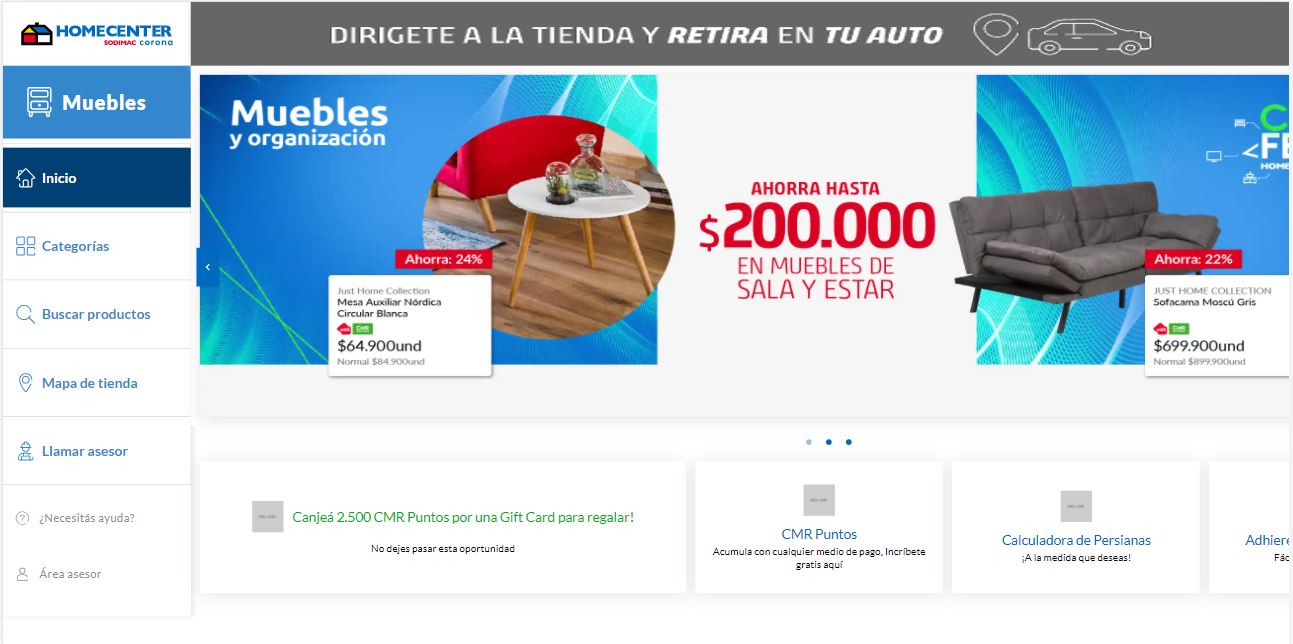 HOMECENTER
SODIMAC corona
DIRIGETE A LA TIENDA Y RETIRA EN TU AUTO
Muebles
Inicio
Categorías
Buscar productos
Mapa de tienda
Llamar asesor
¿Necesitás ayuda?
Área asesor
Muebles
y organización
Ahorra: 24%
Just Home Collection
Mesa Auxiliar Nórdica
Circular Blanca
CMR
$64.900und
Normal $84.900und
AHORRA HASTA
$200.000
EN MUEBLES DE
SALA Y ESTAR
C
FE
HOME
Ahorra: 22%
JUST HOME COLLECTION
Sofacama Moscú Gris
CMR
$699.900und
Normal $899.900und
Canjeá 2.500 CMR Puntos por una Gift Card para regalar!
No dejes pasar esta oportunidad
CMR Puntos
Acumula con cualquier medio de pago, Incríbete
gratis aquí
Calculadora de Persianas
¡A la medida que deseas!
Adhiere
Fác